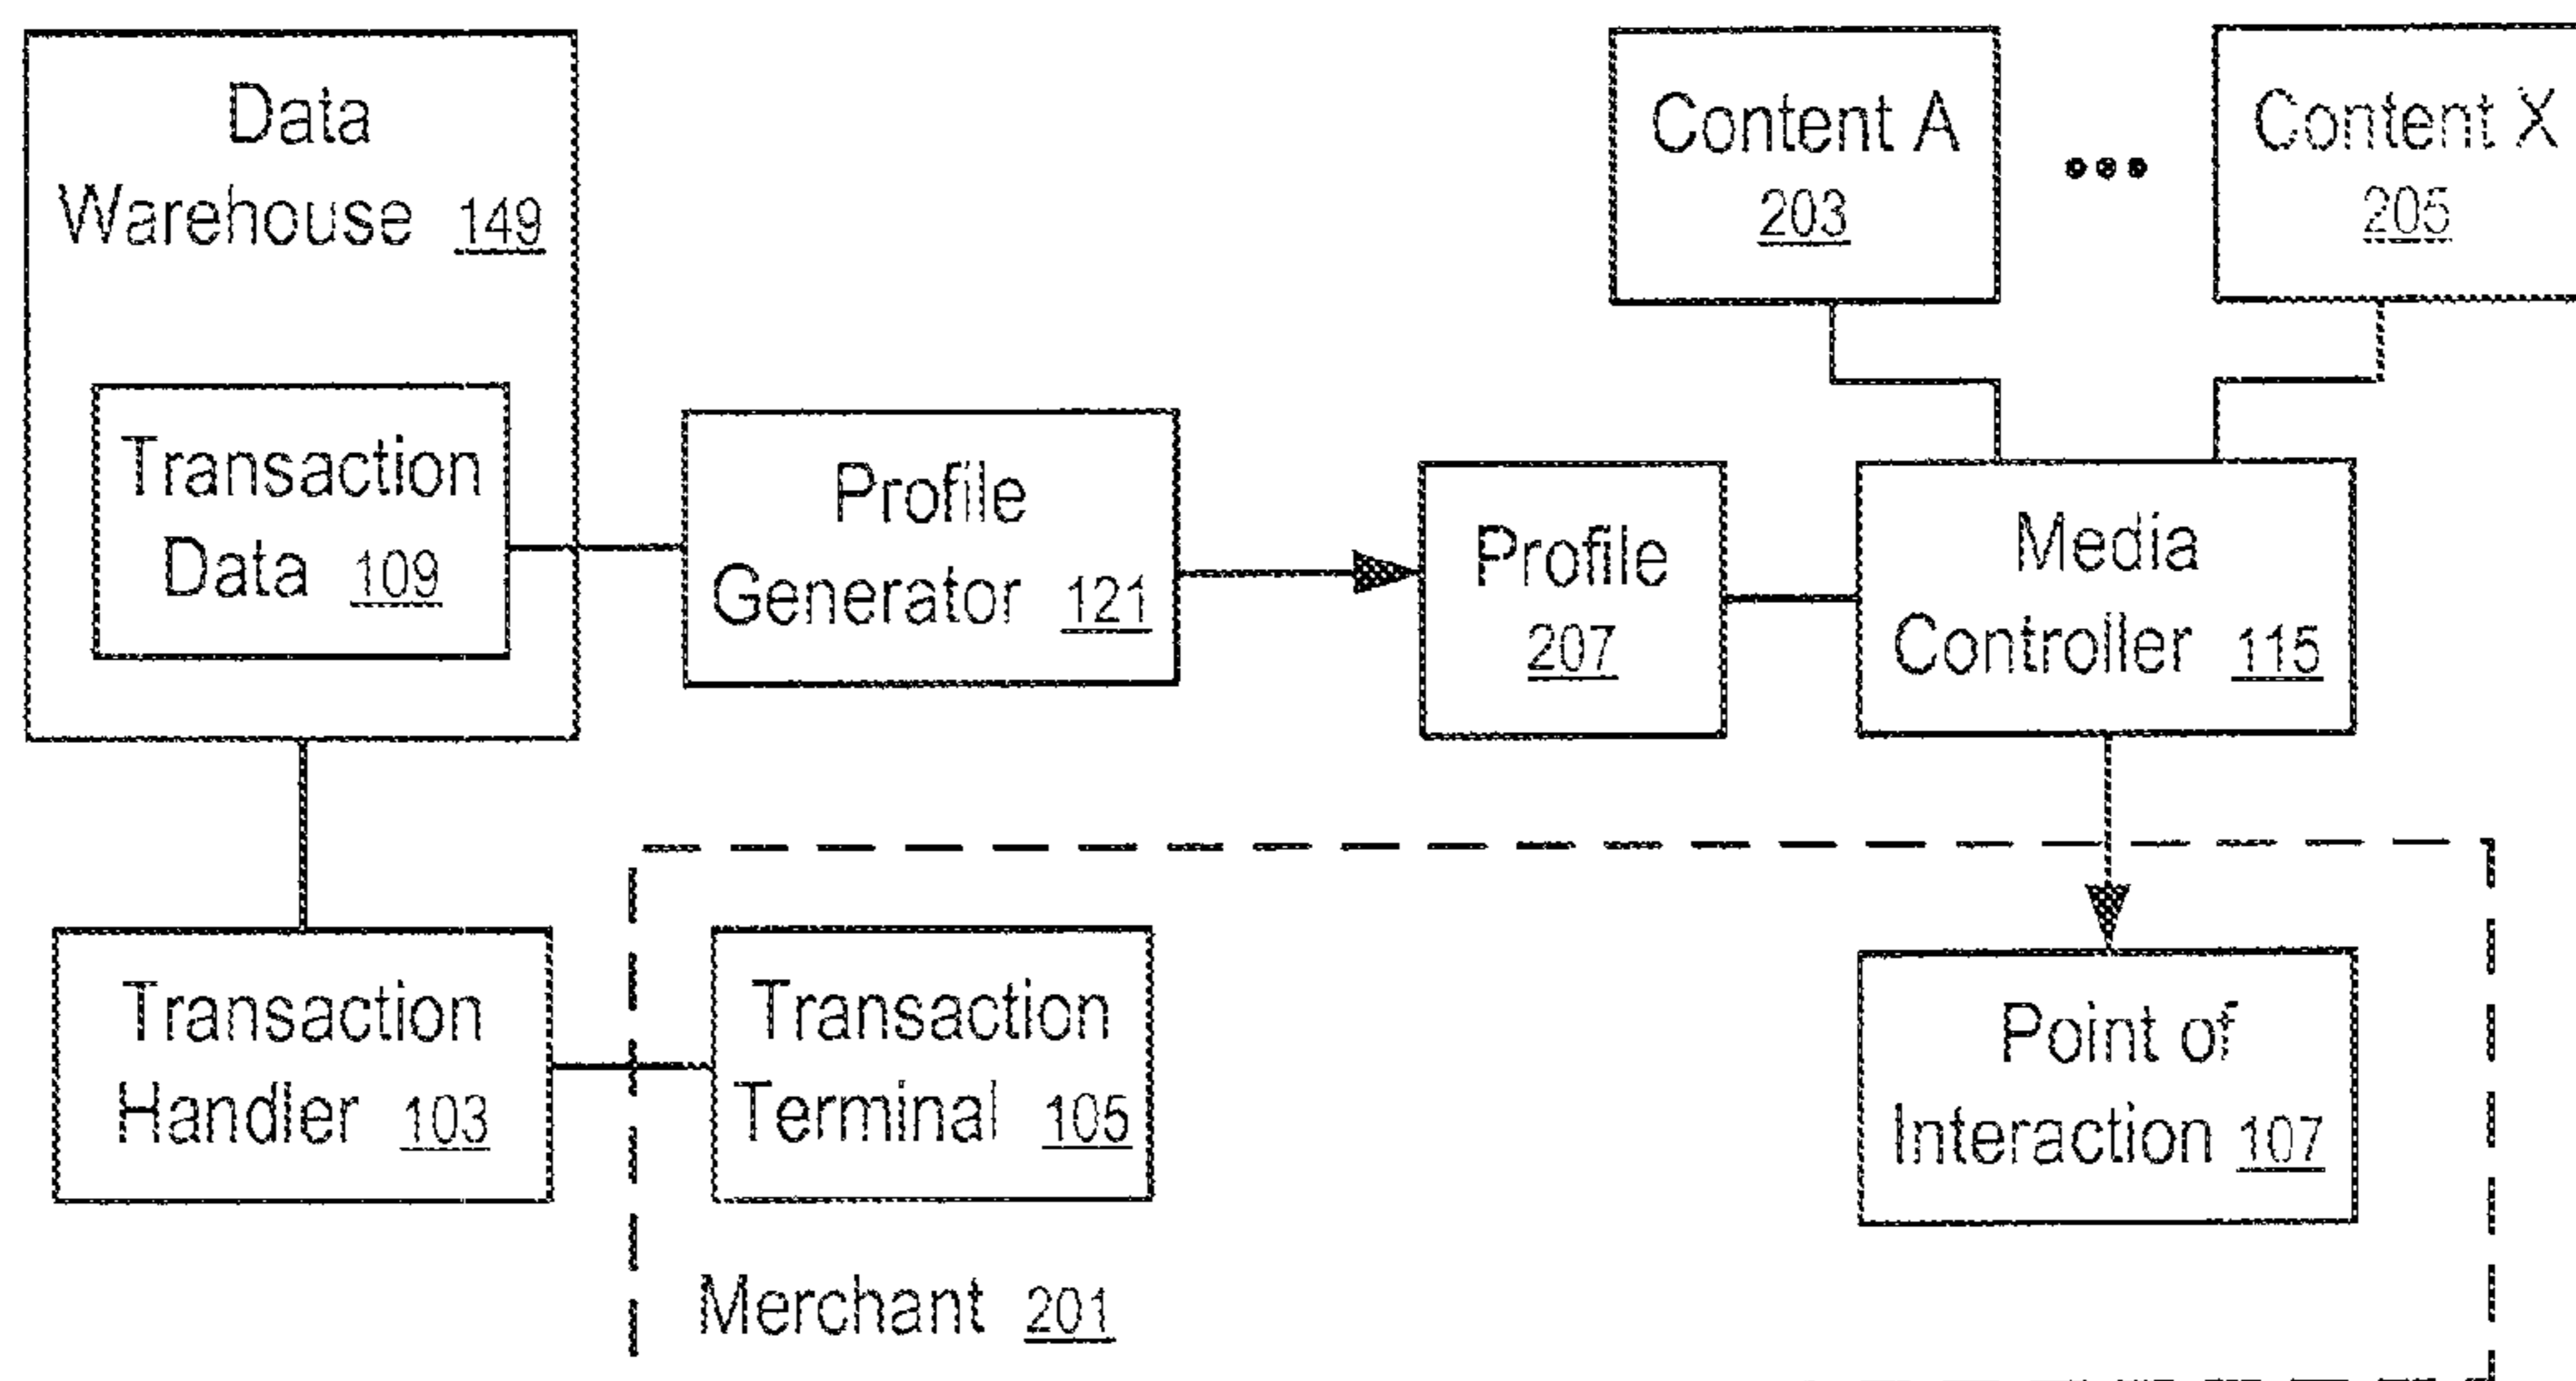 Data
Warehouse 149
Transaction
Data 109
Profile
Generator 121
Profile
207
Content A
203
Content X
205
Media
Controller 115
Transaction
Handler 103
Transaction
Terminal 105
Merchant 201
Point of
Interaction 107